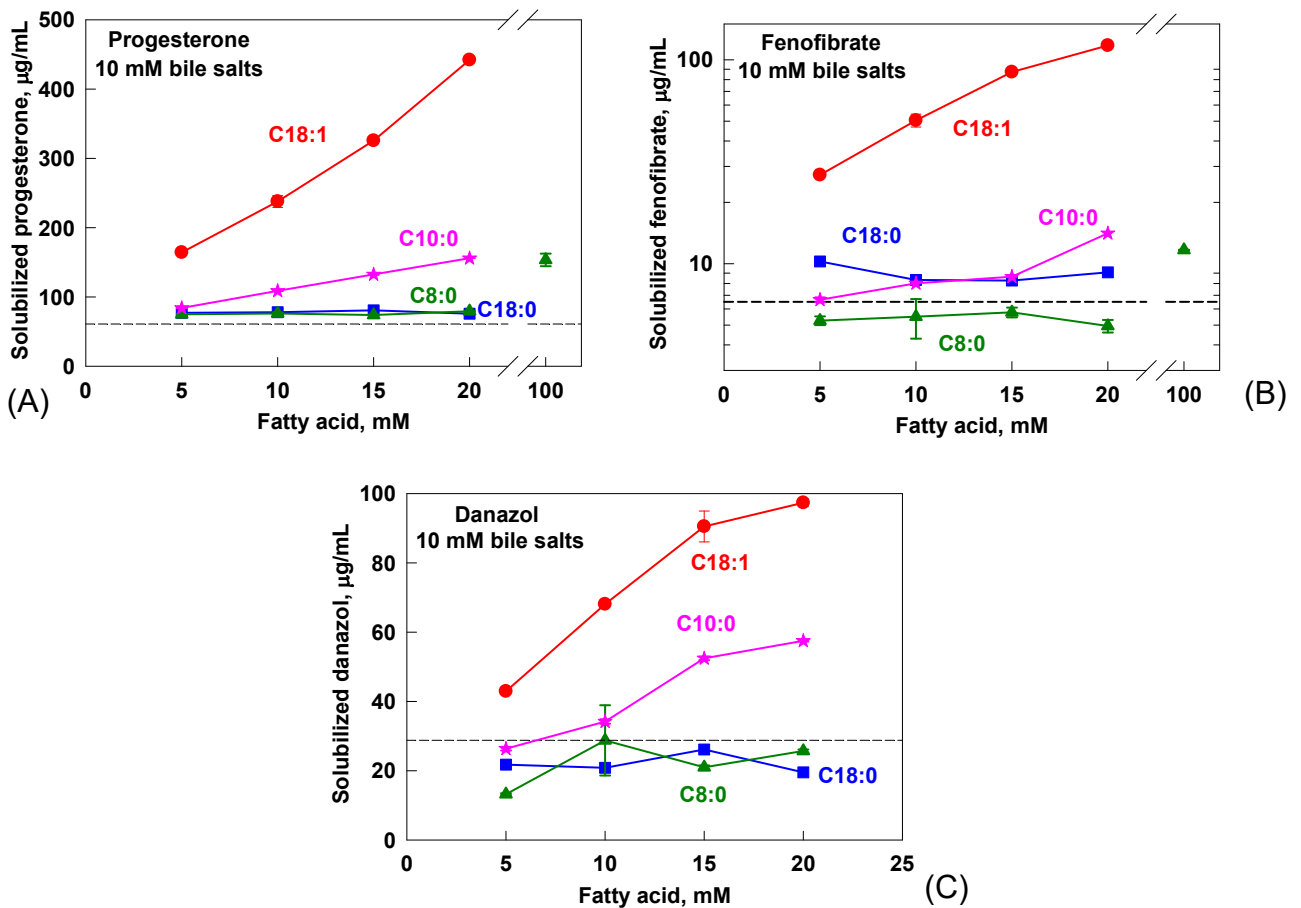 Progesterone
10 mM bile salts
Solubilized progesterone, µg/mL
500
400
300
200
100
0
C18:1
C10:0
C8:0
C18:0
0 5 10 15 20 100
Fatty acid, mM
(A)
Fenofibrate
10 mM bile salts
Solubilized fenofibrate, µg/mL
100
10
C18:1
C10:0
C18:0
C8:0
0 5 10 15 20 100
Fatty acid, mM
(B)
Danazol
10 mM bile salts
Solubilized danazol, µg/mL
100
80
60
40
20
0
C18:1
C10:0
C18:0
C8:0
0 5 10 15 20 25
Fatty acid, mM
(C)